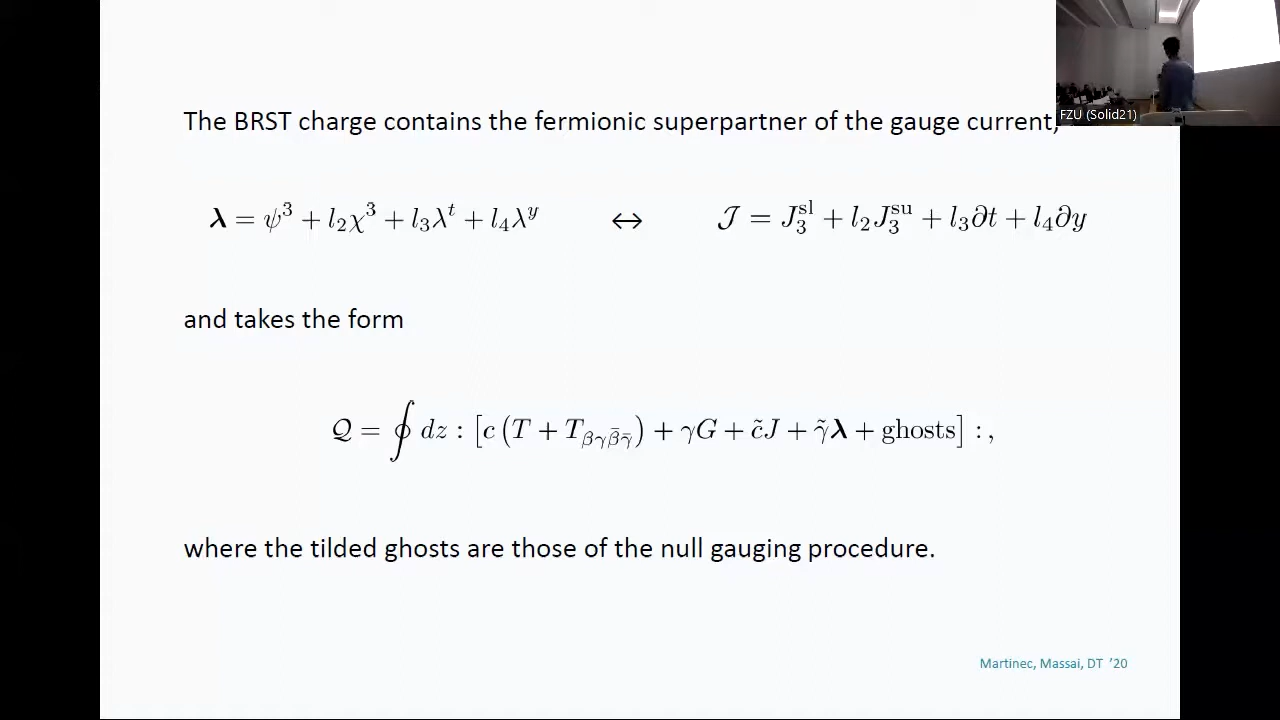 The BRST charge contains the fermionic superpartner of the gauge current,
FZU (Solid21)
λ = ψ³ + l₂χ³ + l₃λᵗ + l₄λʸ ↔ 𝒥 = J₃ˢˡ + l₂J₃ˢᵘ + l₃∂t + l₄∂y
and takes the form
𝒬 = ∮ dz : [c (T + T_{βγβ̄γ̄}) + γG + c̃J + γ̃λ + ghosts] : ,
where the tilded ghosts are those of the null gauging procedure.
Martinec, Massai, DT ’20